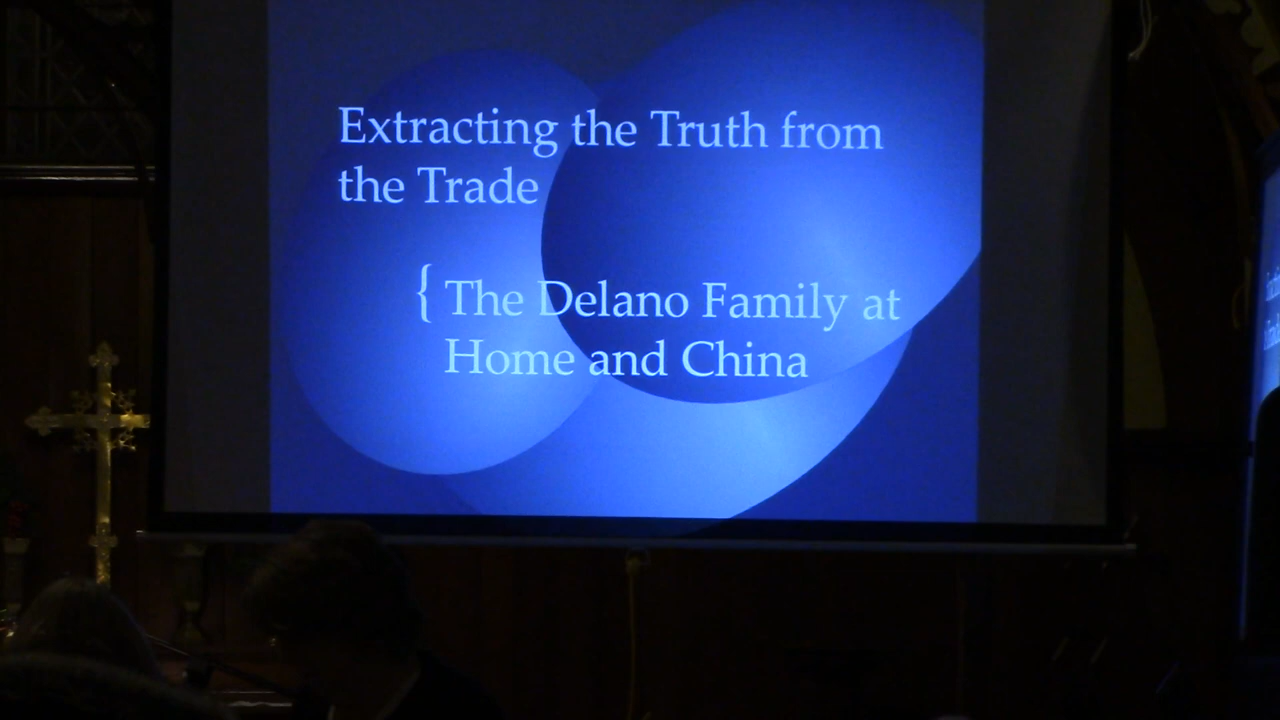 Extracting the Truth from
the Trade
{ The Delano Family at
Home and China